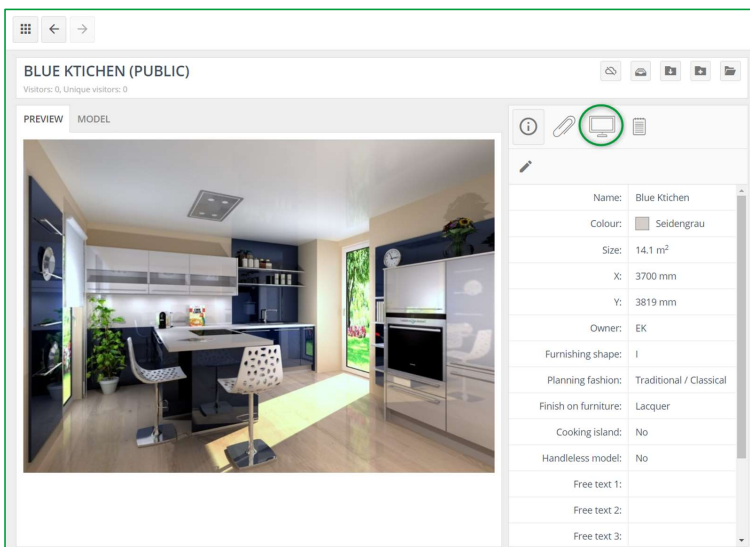 BLUE KTICHEN (PUBLIC)
Visitors: 0, Unique visitors: 0
PREVIEW MODEL
Name: Blue Ktichen
Colour: Seidengrau
Size: 14.1 m²
X: 3700 mm
Y: 3819 mm
Owner: EK
Furnishing shape: I
Planning fashion: Traditional / Classical
Finish on furniture: Lacquer
Cooking island: No
Handleless model: No
Free text 1:
Free text 2:
Free text 3: